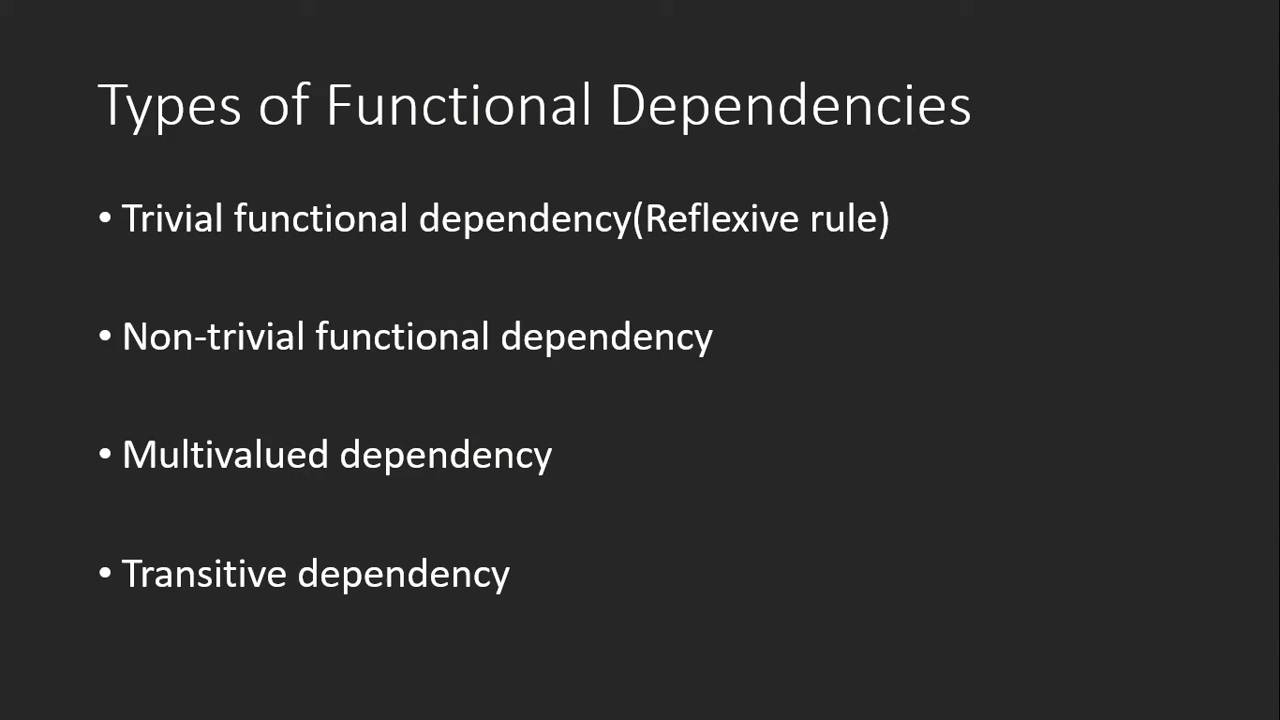 Types of Functional Dependencies
• Trivial functional dependency(Reflexive rule)
• Non-trivial functional dependency
• Multivalued dependency
• Transitive dependency